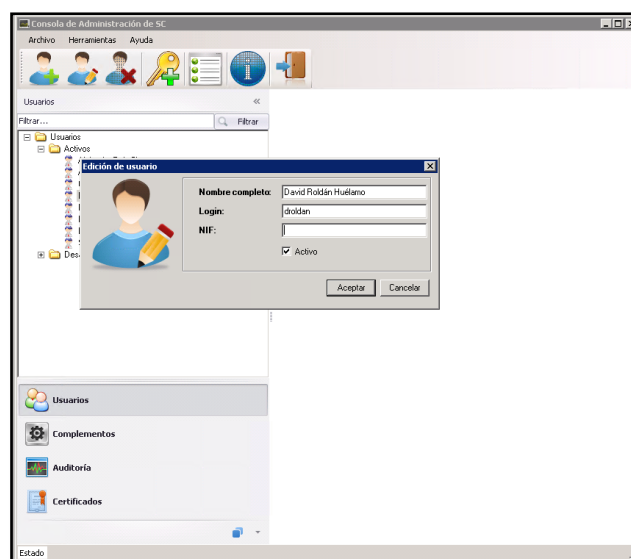 Consola de Administración de SC
Archivo Herramientas Ayuda
Usuarios
Filtrar... Filtrar
Usuarios
Activos
Edición de usuario
Nombre completo: David Roldán Huélamo
Login: droldan
NIF:
Activo
Aceptar Cancelar
Usuarios
Complementos
Auditoría
Certificados
Estado